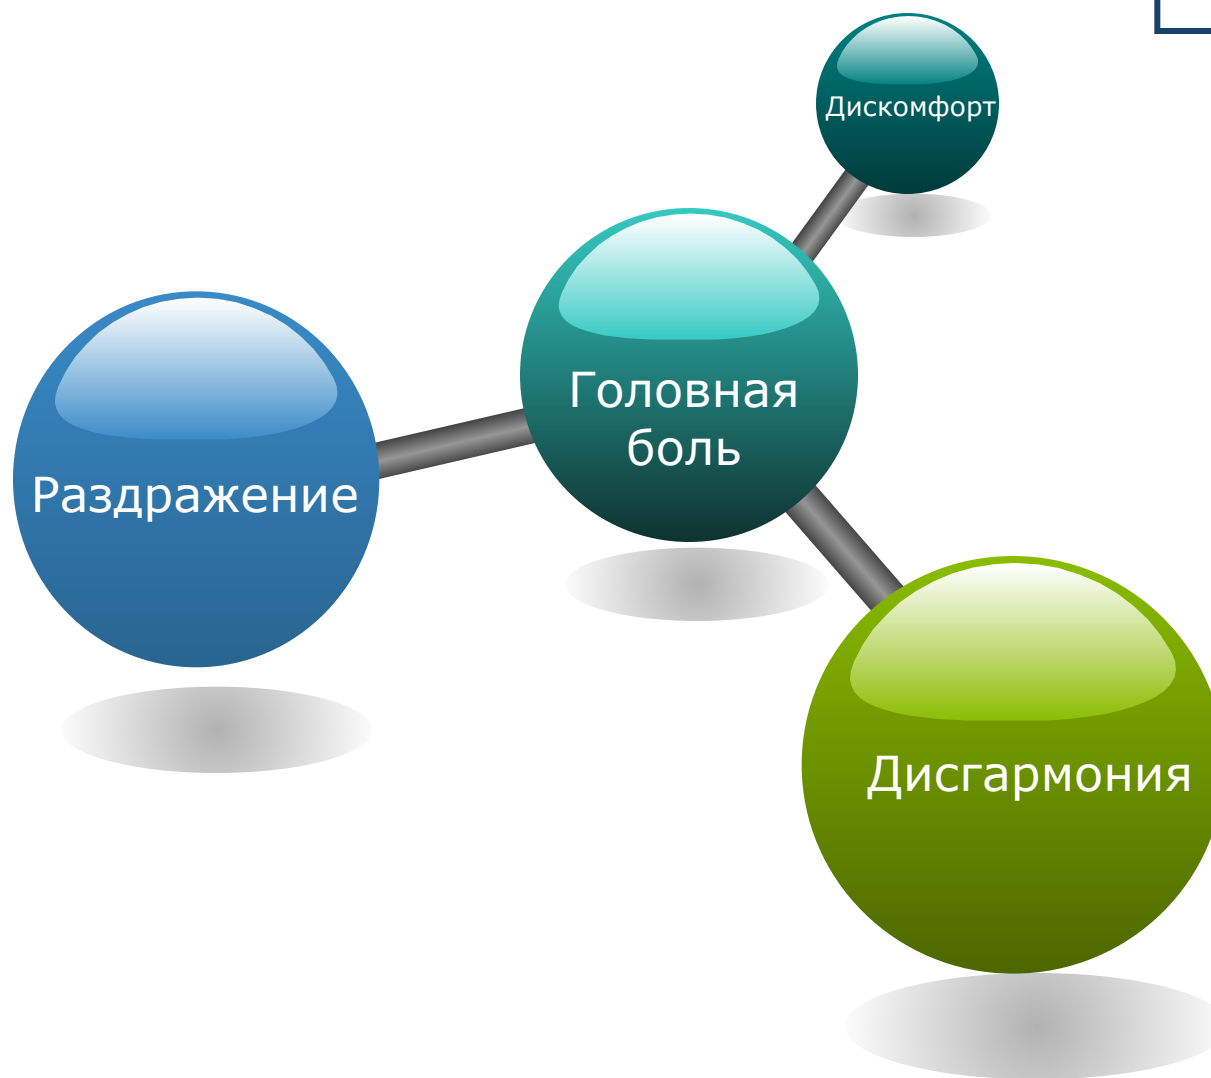 Дискомфорт
Головная
боль
Раздражение
Дисгармония